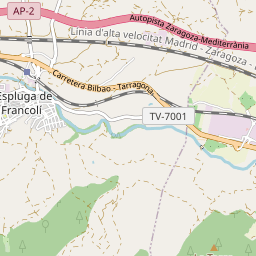 AP-2
Autopista Zaragoza-Mediterrània
Línia d'alta velocitat Madrid - Zaragoza -
Carretera Bilbao - Tarragona
Espluga de
Francolí
TV-7001